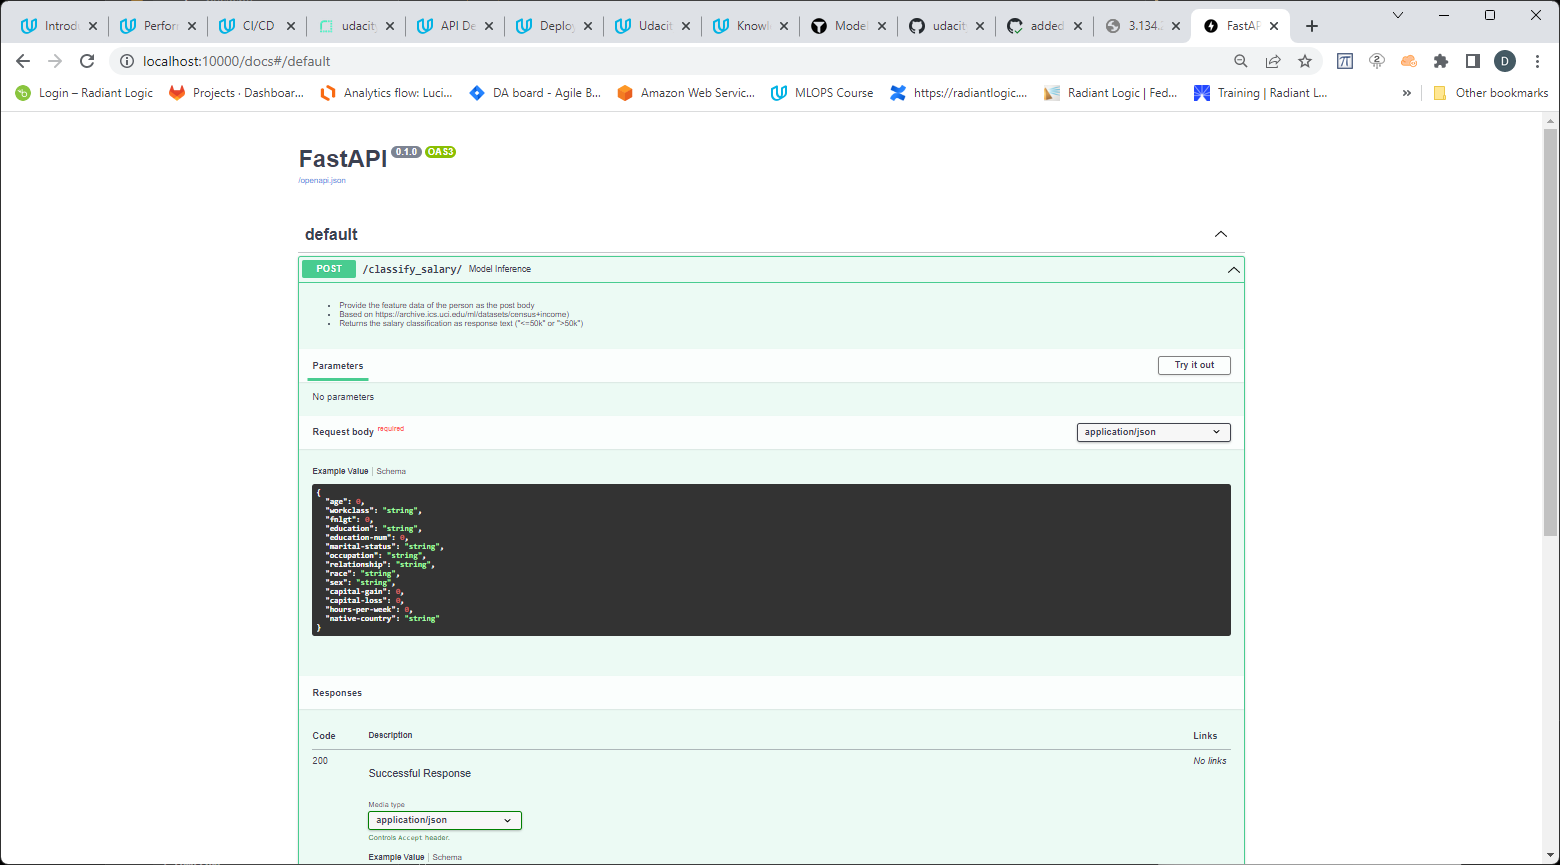 Introdu
Perform
CI/CD
udacity
API De
Deploy
Udacit
Knowl
Model
udacity
added
3.134.
FastAP
localhost:10000/docs#/default
D
Login – Radiant Logic
Projects · Dashboar...
Analytics flow: Luci...
DA board - Agile B...
Amazon Web Servic...
MLOPS Course
https://radiantlogic....
Radiant Logic | Fed...
Training | Radiant L...
»
Other bookmarks
FastAPI 0.1.0 OAS3
/openapi.json
default
POST /classify_salary/ Model Inference
• Provide the feature data of the person as the post body
• Based on https://archive.ics.uci.edu/ml/datasets/census+income)
• Returns the salary classification as response text ("<=50k" or ">50k")
Parameters
Try it out
No parameters
Request body required
application/json
Example Value | Schema
{
"age": 0,
"workclass": "string",
"fnlgt": 0,
"education": "string",
"education-num": 0,
"marital-status": "string",
"occupation": "string",
"relationship": "string",
"race": "string",
"sex": "string",
"capital-gain": 0,
"capital-loss": 0,
"hours-per-week": 0,
"native-country": "string"
}
Responses
Code Description Links
200 Successful Response No links
Media type
application/json
Controls Accept header.
Example Value | Schema